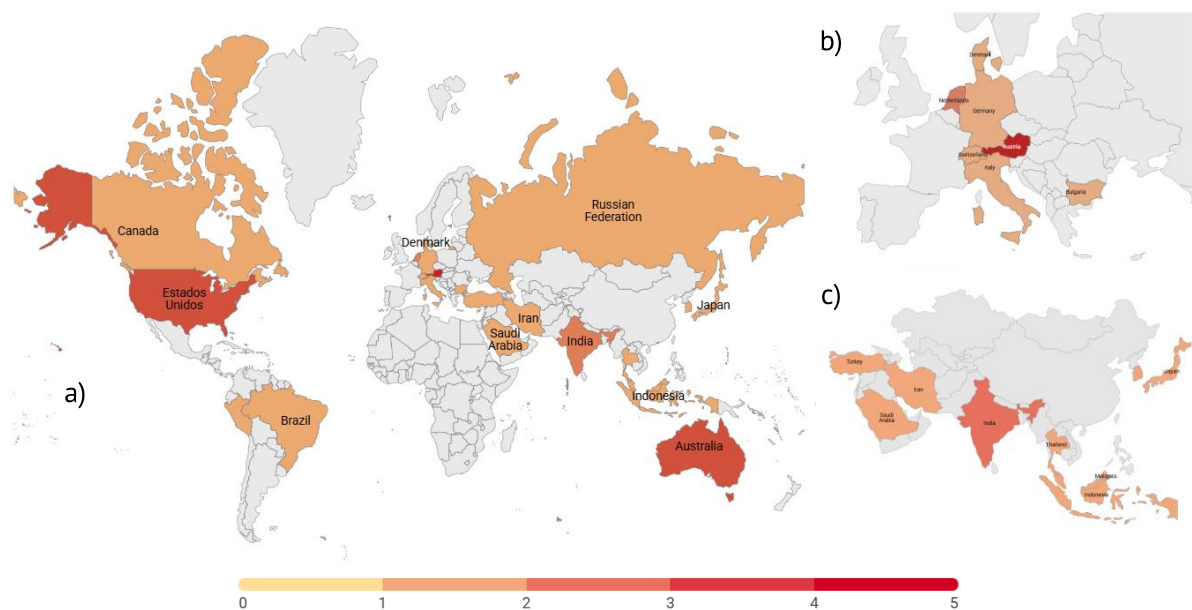 a)
Canada
Estados
Unidos
Brazil
Russian
Federation
Denmark
Japan
Iran
Saudi
Arabia
India
Indonesia
Australia
b)
Denmark
Netherlands
Germany
Austria
Switzerland
Italy
Bulgaria
c)
Turkey
Iran
Japan
Saudi
Arabia
India
Thailand
Malaysia
Indonesia
0 1 2 3 4 5